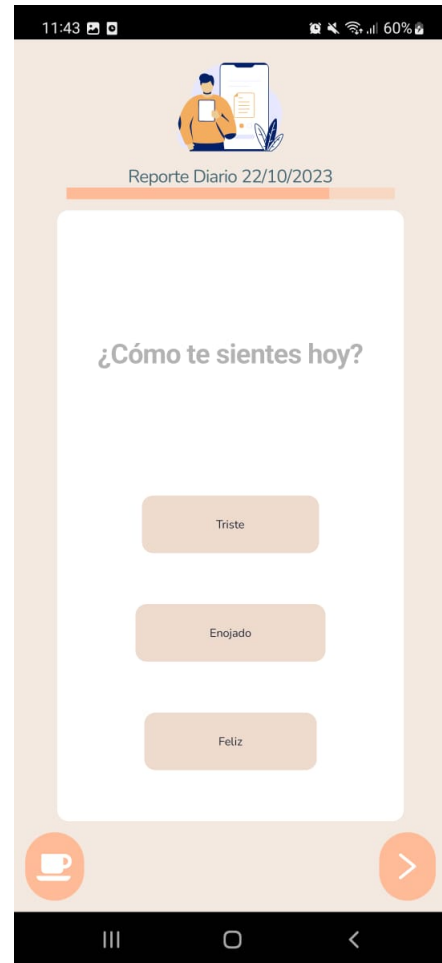 11:43 60%
Reporte Diario 22/10/2023
¿Cómo te sientes hoy?
Triste
Enojado
Feliz